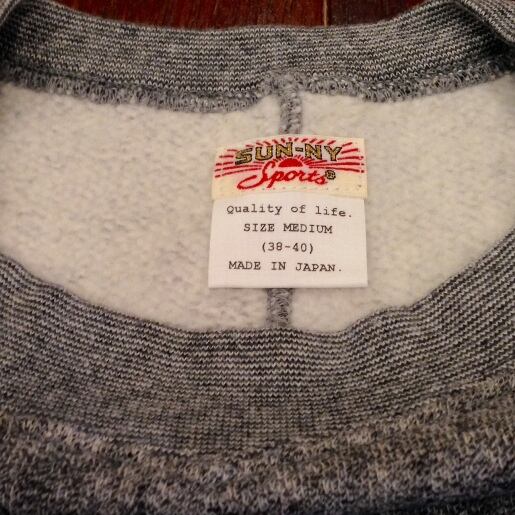 SUN-NY
Sports®
Quality of life.
SIZE MEDIUM
(38-40)
MADE IN JAPAN.